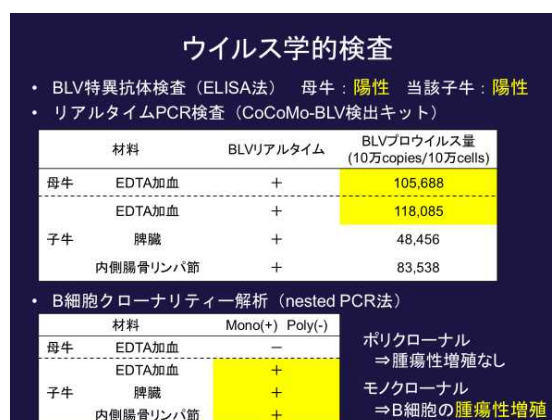 ウイルス学的検査
• BLV特異抗体検査（ELISA法） 母牛：陽性 当該子牛：陽性
• リアルタイムPCR検査（CoCoMo-BLV検出キット）
材料 BLVリアルタイム BLVプロウイルス量
(10万copies/10万cells)
母牛 EDTA加血 ＋ 105,688
EDTA加血 ＋ 118,085
子牛 脾臓 ＋ 48,456
内側腸骨リンパ節 ＋ 83,538
• B細胞クローナリティー解析（nested PCR法）
材料 Mono(+) Poly(-)
母牛 EDTA加血 －
EDTA加血 ＋
子牛 脾臓 ＋
内側腸骨リンパ節 ＋
ポリクローナル
⇒腫瘍性増殖なし
モノクローナル
⇒B細胞の腫瘍性増殖